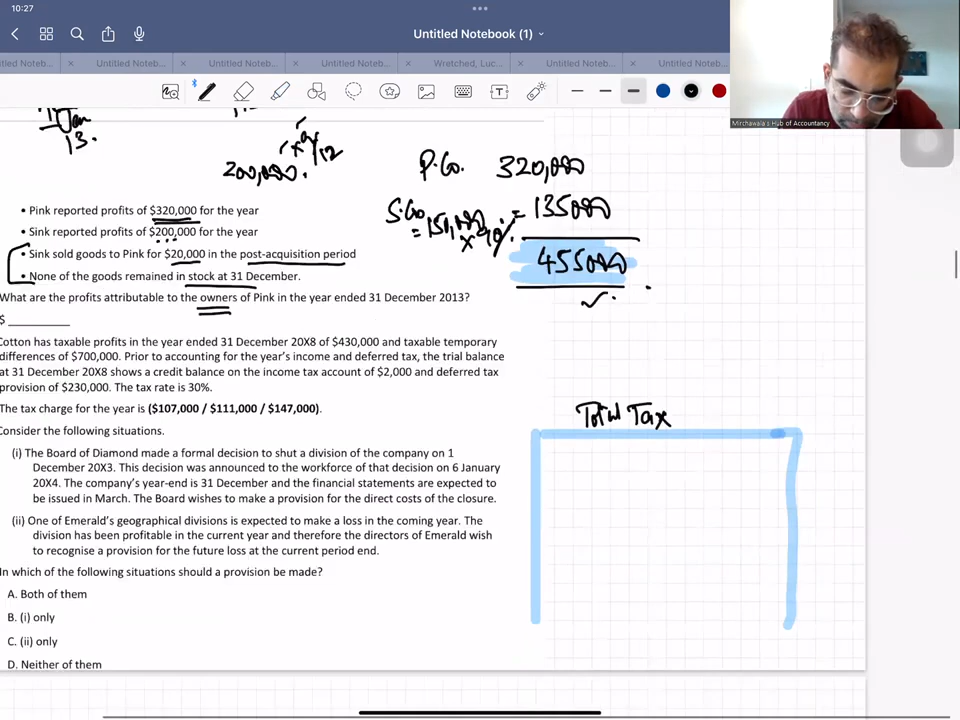 10:27
Untitled Notebook (1)
led Noteb...
Untitled Noteb...
Untitled Noteb...
Untitled Noteb...
Wretched, Luc...
Untitled Noteb...
Untitled Noteb...
Mirchawala's Hub of Accountancy
13.
200,000.
P.Co. 320,000
S.Co = 135000
= 150,000 x 90%.
455000
• Pink reported profits of $320,000 for the year
• Sink reported profits of $200,000 for the year
• Sink sold goods to Pink for $20,000 in the post-acquisition period
• None of the goods remained in stock at 31 December.
What are the profits attributable to the owners of Pink in the year ended 31 December 2013?
$ ________
Cotton has taxable profits in the year ended 31 December 20X8 of $430,000 and taxable temporary
differences of $700,000. Prior to accounting for the year's income and deferred tax, the trial balance
at 31 December 20X8 shows a credit balance on the income tax account of $2,000 and deferred tax
provision of $230,000. The tax rate is 30%.
The tax charge for the year is ($107,000 / $111,000 / $147,000).
Total Tax
Consider the following situations.
(i) The Board of Diamond made a formal decision to shut a division of the company on 1
December 20X3. This decision was announced to the workforce of that decision on 6 January
20X4. The company's year-end is 31 December and the financial statements are expected to
be issued in March. The Board wishes to make a provision for the direct costs of the closure.
(ii) One of Emerald's geographical divisions is expected to make a loss in the coming year. The
division has been profitable in the current year and therefore the directors of Emerald wish
to recognise a provision for the future loss at the current period end.
In which of the following situations should a provision be made?
A. Both of them
B. (i) only
C. (ii) only
D. Neither of them